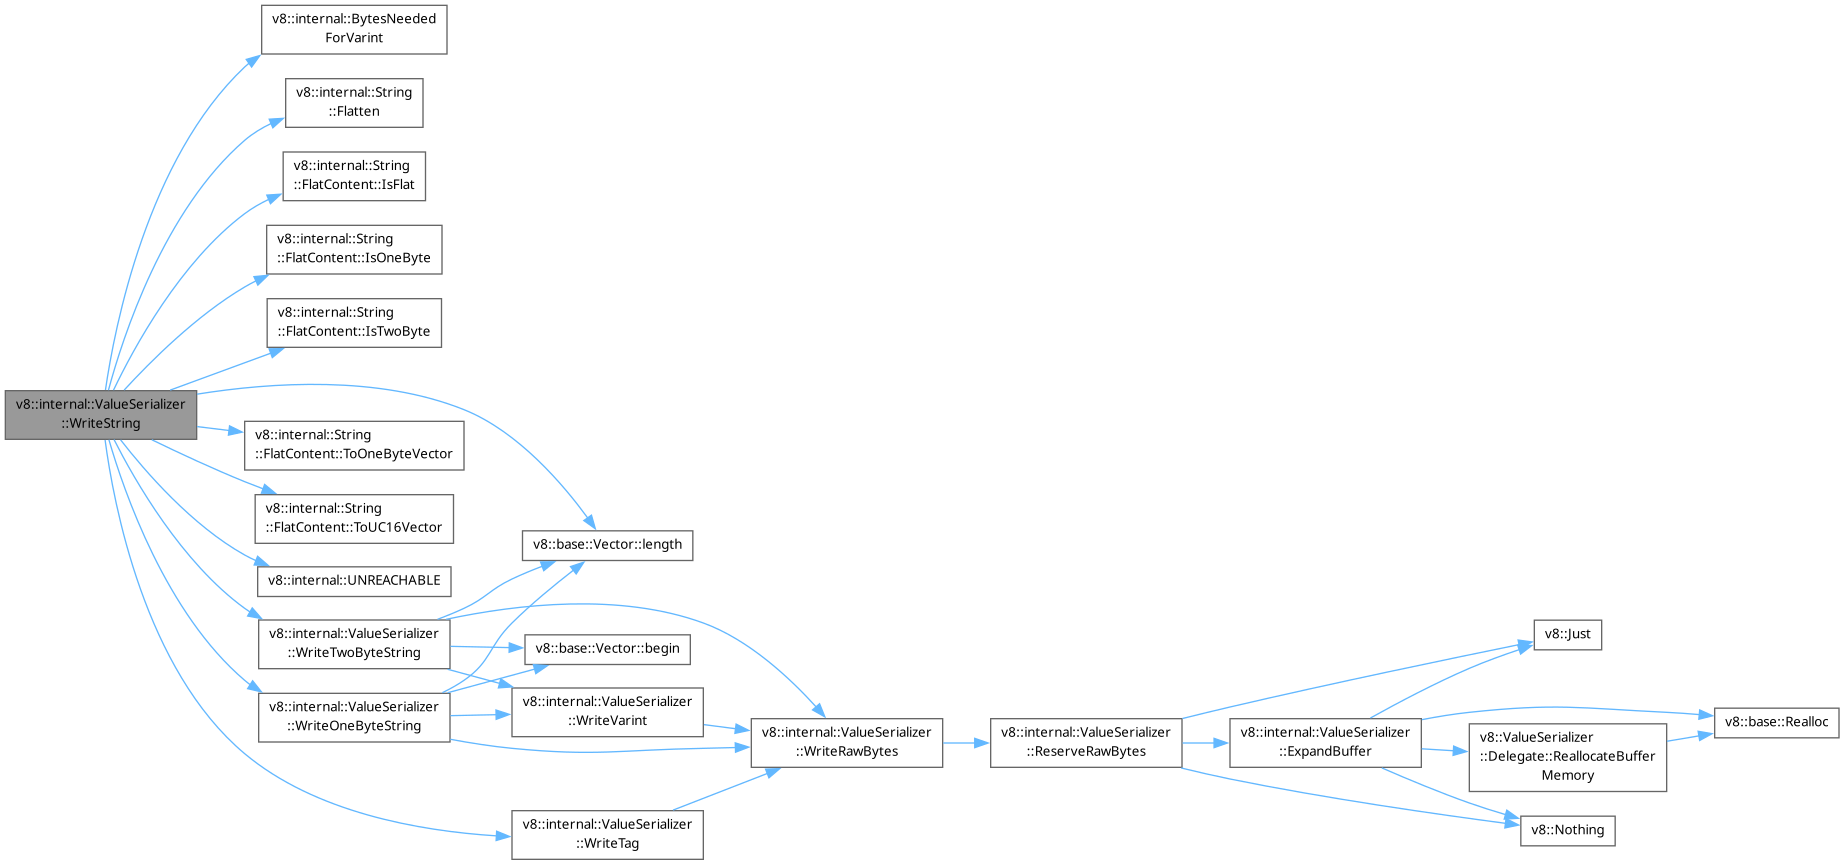 v8::internal::BytesNeeded
ForVarint
v8::internal::String
::Flatten
v8::internal::String
::FlatContent::IsFlat
v8::internal::String
::FlatContent::IsOneByte
v8::internal::String
::FlatContent::IsTwoByte
v8::internal::ValueSerializer
::WriteString
v8::internal::String
::FlatContent::ToOneByteVector
v8::internal::String
::FlatContent::ToUC16Vector
v8::base::Vector::length
v8::internal::UNREACHABLE
v8::internal::ValueSerializer
::WriteTwoByteString
v8::base::Vector::begin
v8::internal::ValueSerializer
::WriteOneByteString
v8::internal::ValueSerializer
::WriteVarint
v8::internal::ValueSerializer
::WriteRawBytes
v8::internal::ValueSerializer
::ReserveRawBytes
v8::internal::ValueSerializer
::ExpandBuffer
v8::Just
v8::base::Realloc
v8::ValueSerializer
::Delegate::ReallocateBuffer
Memory
v8::Nothing
v8::internal::ValueSerializer
::WriteTag